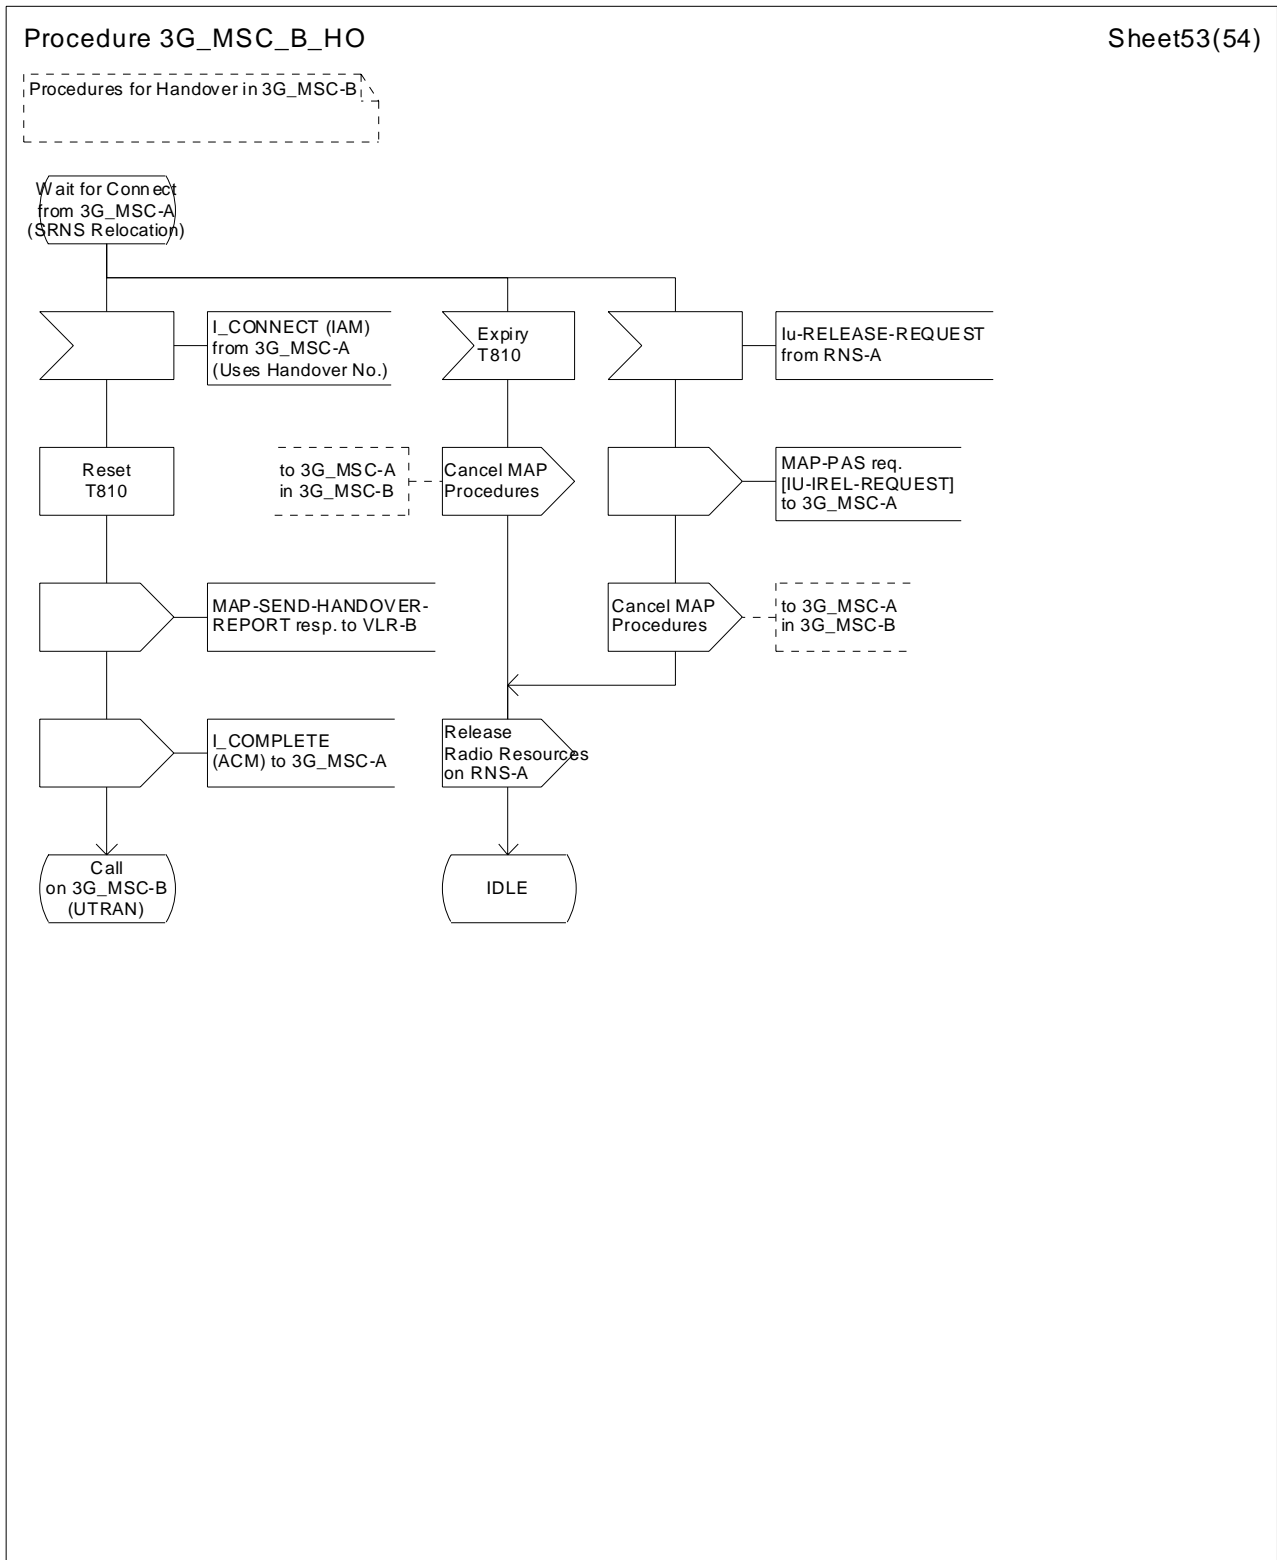 Procedure 3G_MSC_B_HO
Sheet53(54)
Procedures for Handover in 3G_MSC-B
Wait for Connect
from 3G_MSC-A
(SRNS Relocation)
I_CONNECT (IAM)
from 3G_MSC-A
(Uses Handover No.)
Expiry
T810
Iu-RELEASE-REQUEST
from RNS-A
Reset
T810
to 3G_MSC-A
in 3G_MSC-B
Cancel MAP
Procedures
MAP-PAS req.
[IU-IREL-REQUEST]
to 3G_MSC-A
MAP-SEND-HANDOVER-
REPORT resp. to VLR-B
Cancel MAP
Procedures
to 3G_MSC-A
in 3G_MSC-B
I_COMPLETE
(ACM) to 3G_MSC-A
Release
Radio Resources
on RNS-A
Call
on 3G_MSC-B
(UTRAN)
IDLE